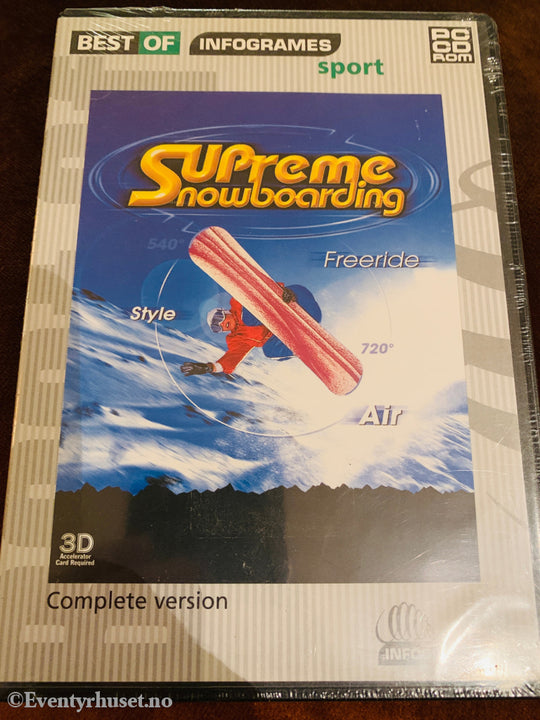 BEST OF INFOGRAMES
sport
PC
CD
ROM
Supreme
Snowboarding
540°
Freeride
Style
720°
Air
3D
Accelerator
Card Required
Complete version
©Eventyrhuset.no